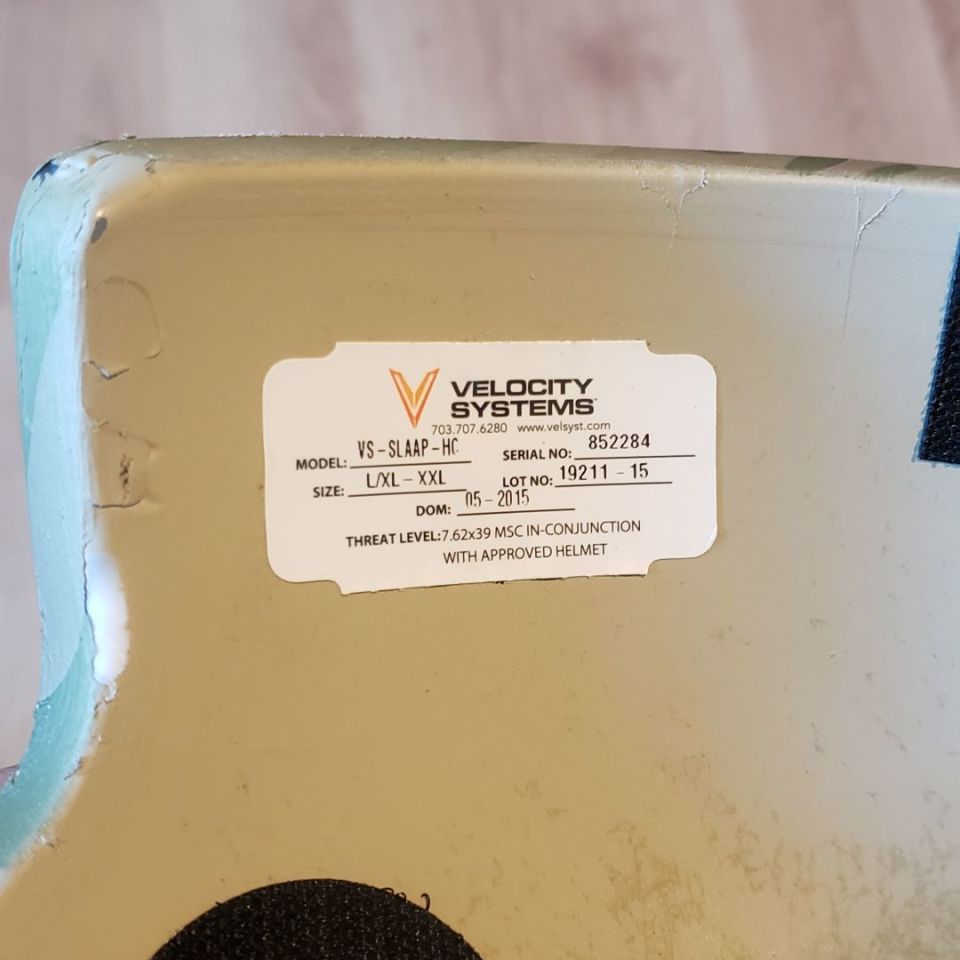 VELOCITY
SYSTEMS
703.707.6280 www.velsyst.com
MODEL: VS-SLAAP-HC SERIAL NO: 852284
SIZE: L/XL - XXL LOT NO: 19211 - 15
DOM: 05-2015
THREAT LEVEL:7.62x39 MSC IN-CONJUNCTION
WITH APPROVED HELMET